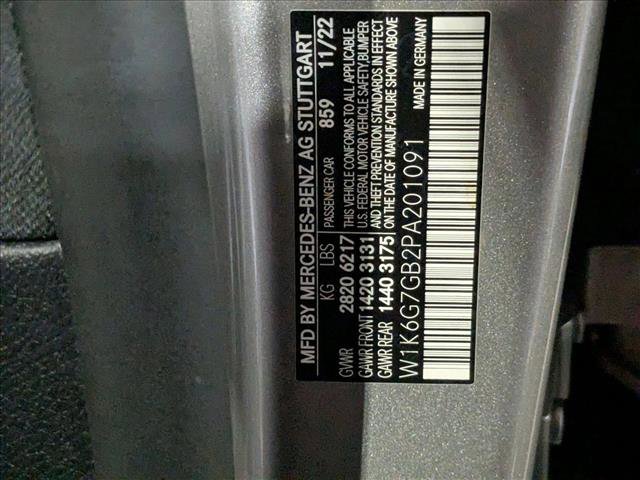 MFD BY MERCEDES-BENZ AG STUTTGART
PASSENGER CAR 859 11/22
KG LBS
GVWR 2820 6217
GAWR FRONT 1420 3131
GAWR REAR 1440 3175
THIS VEHICLE CONFORMS TO ALL APPLICABLE
U.S. FEDERAL MOTOR VEHICLE SAFETY,BUMPER
AND THEFT PREVENTION STANDARDS IN EFFECT
ON THE DATE OF MANUFACTURE SHOWN ABOVE
W1K6G7GB2PA201091 MADE IN GERMANY